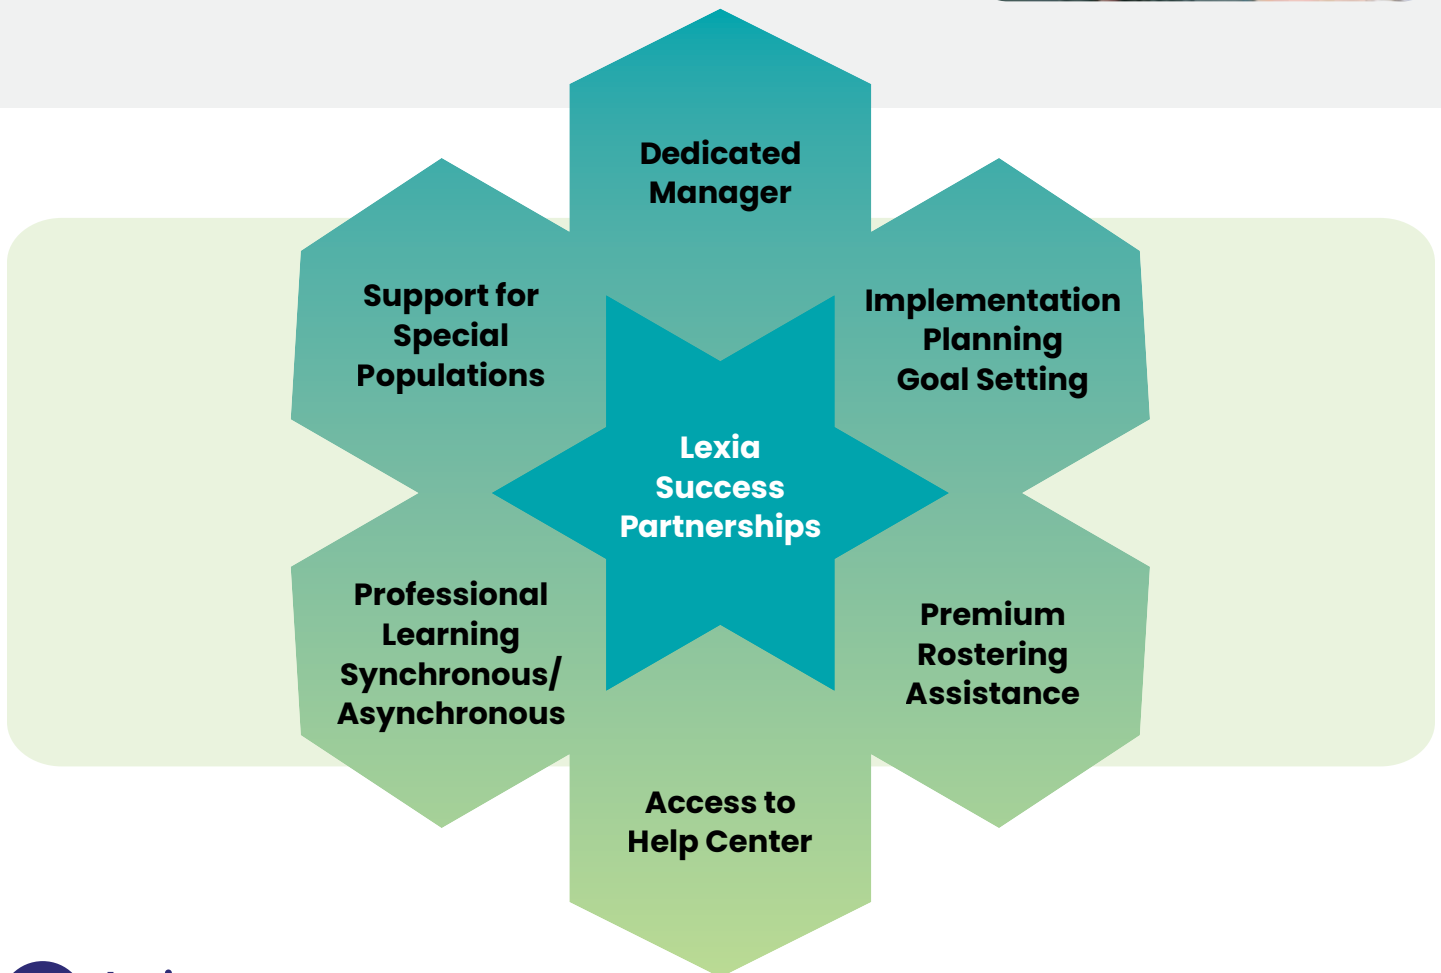 Dedicated
Manager
Support for
Special
Populations
Implementation
Planning
Goal Setting
Lexia
Success
Partnerships
Professional
Learning
Synchronous/
Asynchronous
Premium
Rostering
Assistance
Access to
Help Center